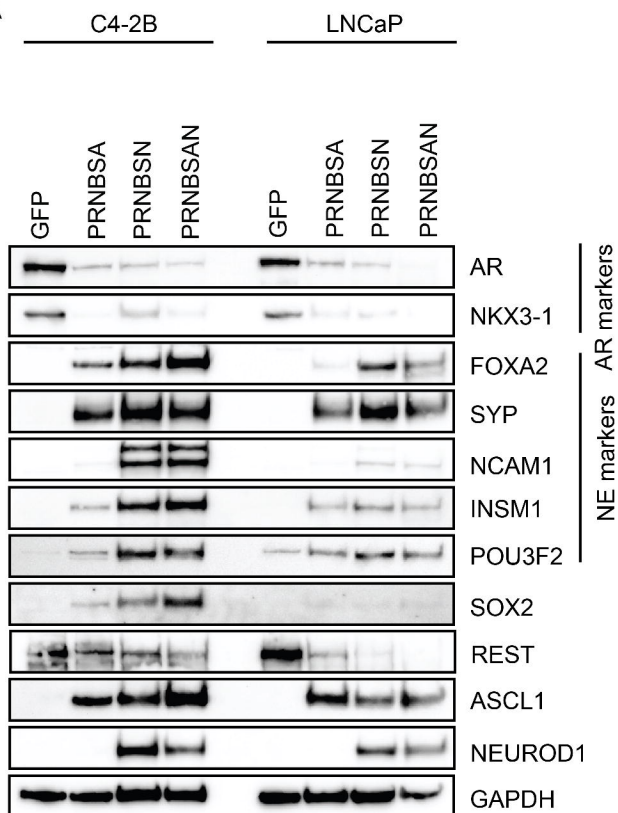 C4-2B LNCaP
GFP PRNBSA PRNBSN PRNBSAN GFP PRNBSA PRNBSN PRNBSAN
AR
NKX3-1
FOXA2
SYP
NCAM1
INSM1
POU3F2
SOX2
REST
ASCL1
NEUROD1
GAPDH
AR markers
NE markers